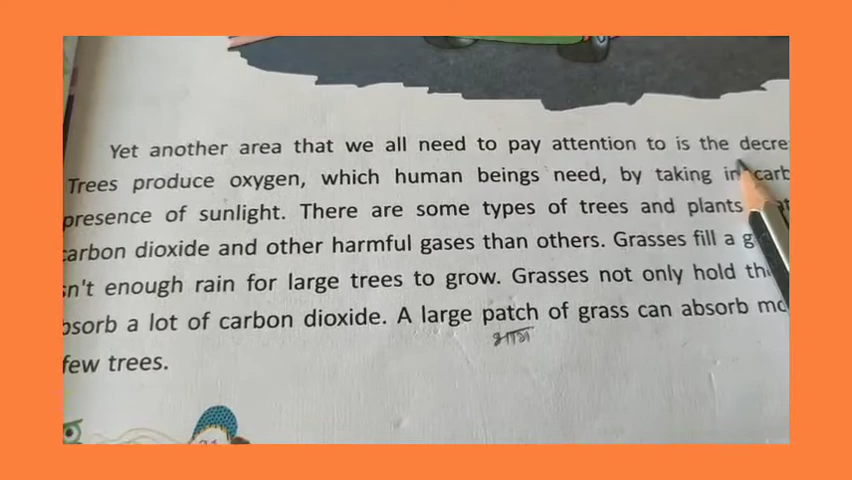 Yet another area that we all need to pay attention to is the decre
Trees produce oxygen, which human beings need, by taking in carb
presence of sunlight. There are some types of trees and plants
carbon dioxide and other harmful gases than others. Grasses fill a g
sn't enough rain for large trees to grow. Grasses not only hold th
bsorb a lot of carbon dioxide. A large patch of grass can absorb mo
भाग
few trees.